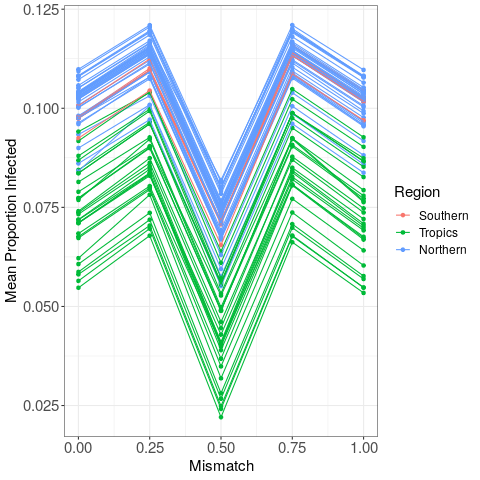 0.125
0.100
0.075
0.050
0.025
Mean Proportion Infected
0.00 0.25 0.50 0.75 1.00
Mismatch
Region
Southern
Tropics
Northern